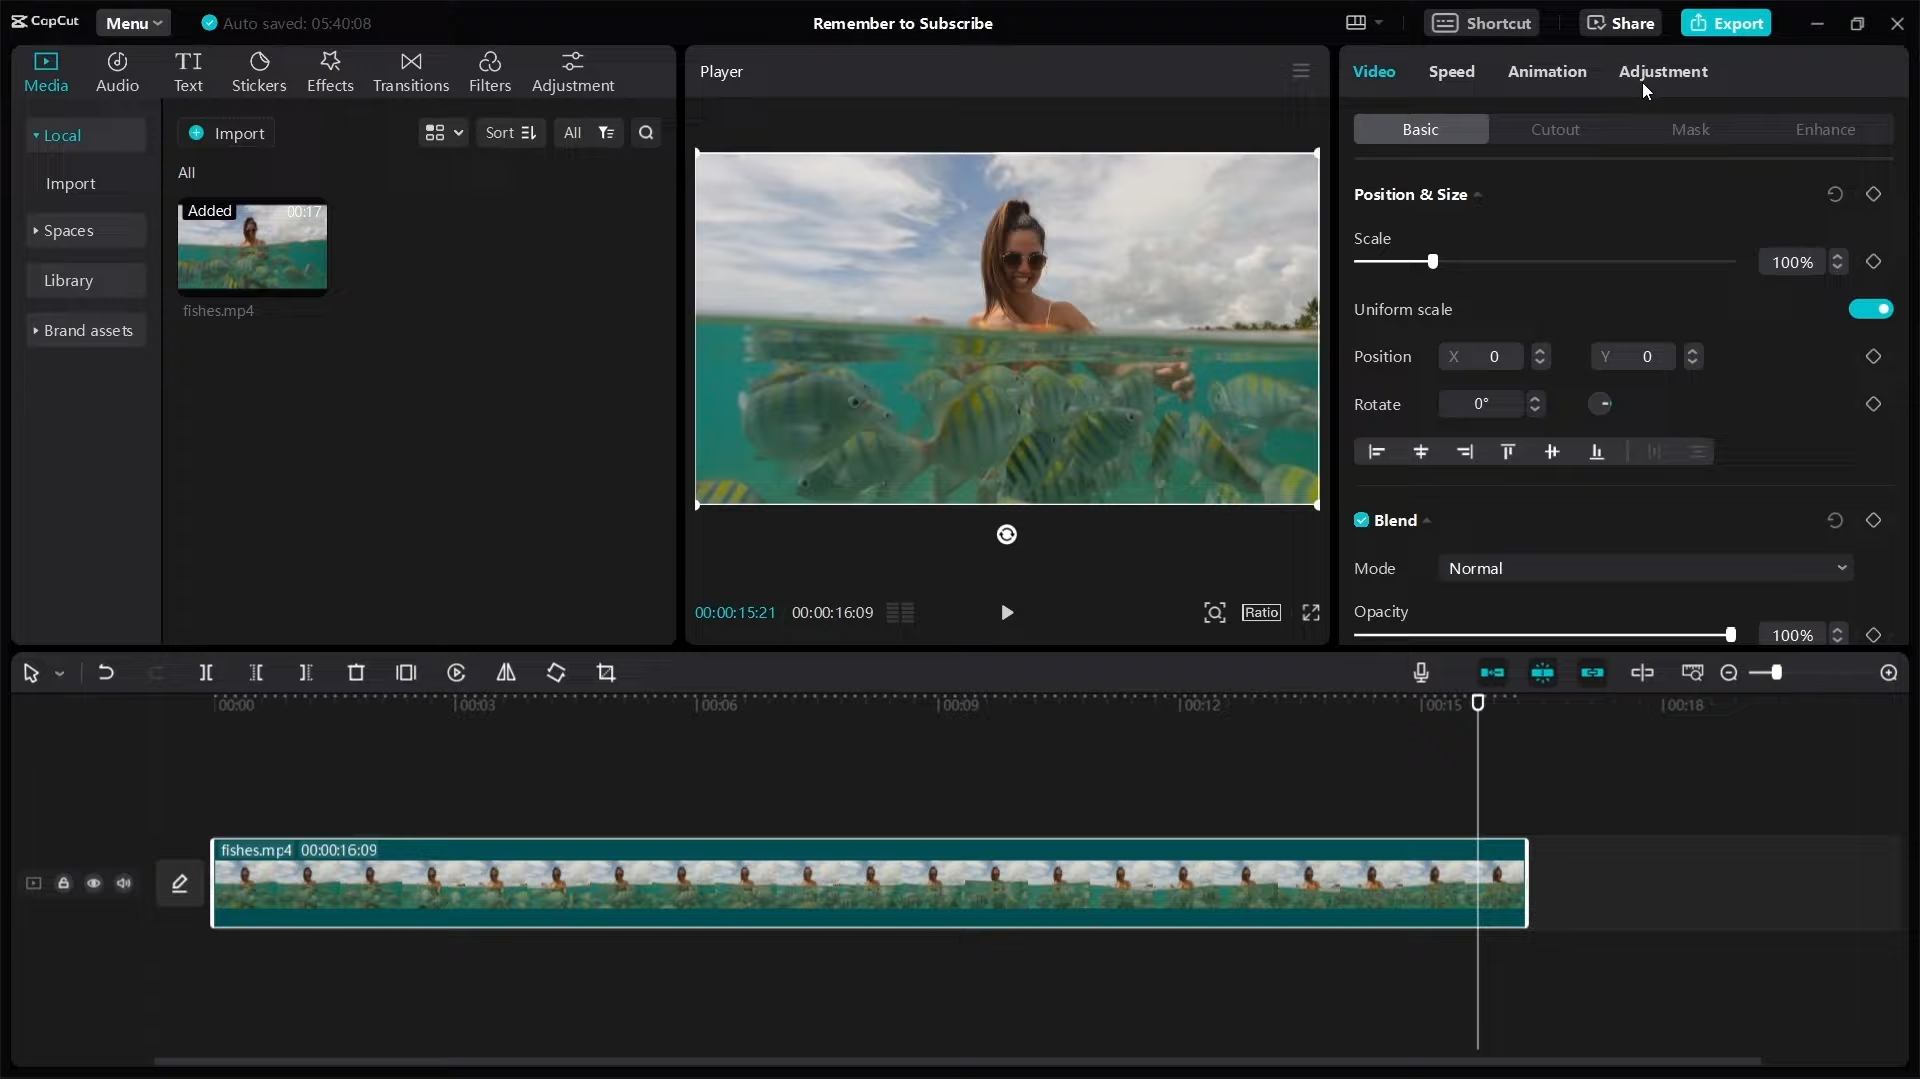 CapCut Menu Auto saved: 05:40:08 Remember to Subscribe Shortcut Share Export
Media Audio Text Stickers Effects Transitions Filters Adjustment
Local
Import
Spaces
Library
Brand assets
Import Sort All
All
Added 00:17
fishes.mp4
Player
00:00:15:21 00:00:16:09 Ratio
Video Speed Animation Adjustment
Basic Cutout Mask Enhance
Position & Size
Scale
100%
Uniform scale
Position X 0 Y 0
Rotate 0°
Blend
Mode Normal
Opacity
100%
00:00 00:03 00:06 00:09 00:12 00:15 00:18
fishes.mp4 00:00:16:09